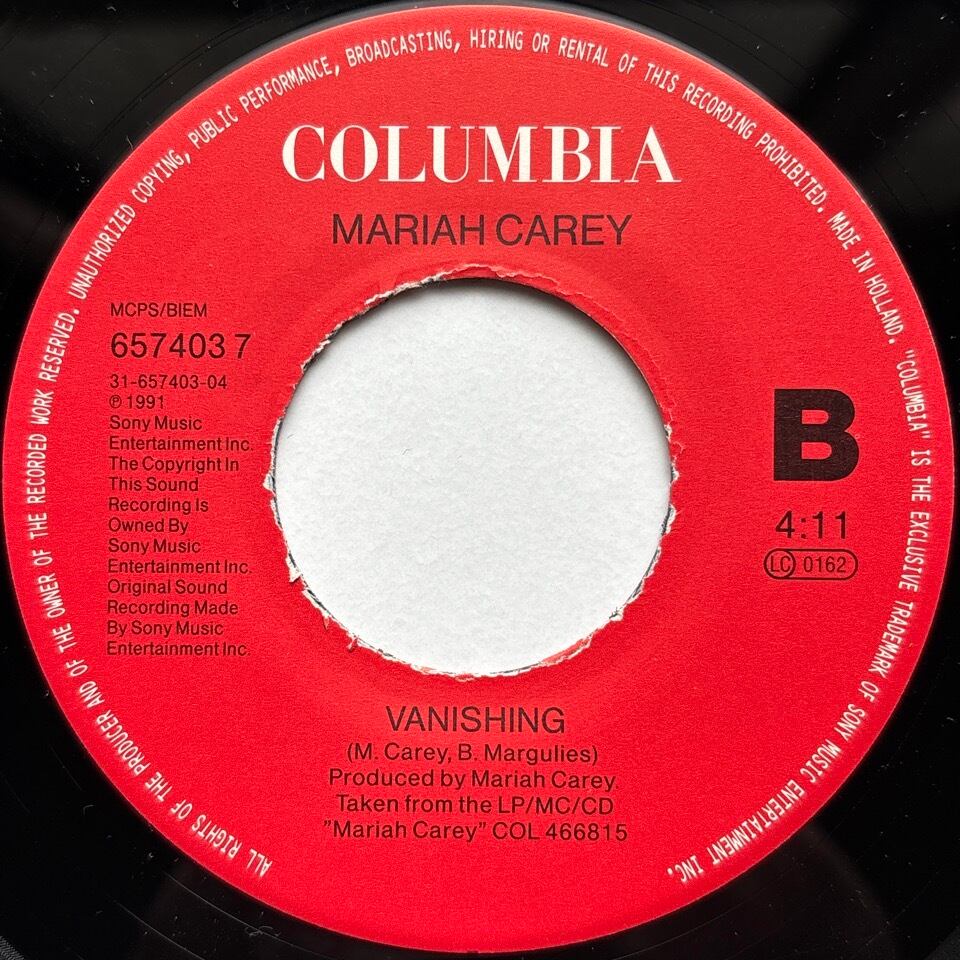 ALL RIGHTS OF THE PRODUCER AND OF THE OWNER OF THE RECORDED WORK RESERVED. UNAUTHORIZED COPYING, PUBLIC PERFORMANCE, BROADCASTING, HIRING OR RENTAL OF THIS RECORDING PROHIBITED. MADE IN HOLLAND. "COLUMBIA" IS THE EXCLUSIVE TRADEMARK OF SONY MUSIC ENTERTAINMENT INC.
COLUMBIA
MARIAH CAREY
MCPS/BIEM
657403 7
31-657403-04
℗ 1991
Sony Music
Entertainment Inc.
The Copyright In
This Sound
Recording Is
Owned By
Sony Music
Entertainment Inc.
Original Sound
Recording Made
By Sony Music
Entertainment Inc.
B
4:11
LC 0162
VANISHING
(M. Carey, B. Margulies)
Produced by Mariah Carey.
Taken from the LP/MC/CD
"Mariah Carey" COL 466815